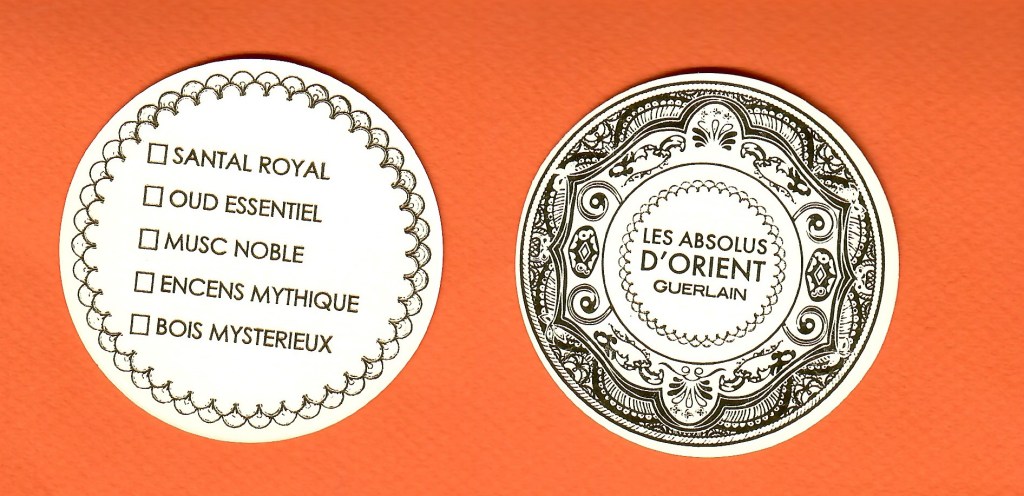 SANTAL ROYAL
OUD ESSENTIEL
MUSC NOBLE
ENCENS MYTHIQUE
BOIS MYSTERIEUX
LES ABSOLUS
D'ORIENT
GUERLAIN